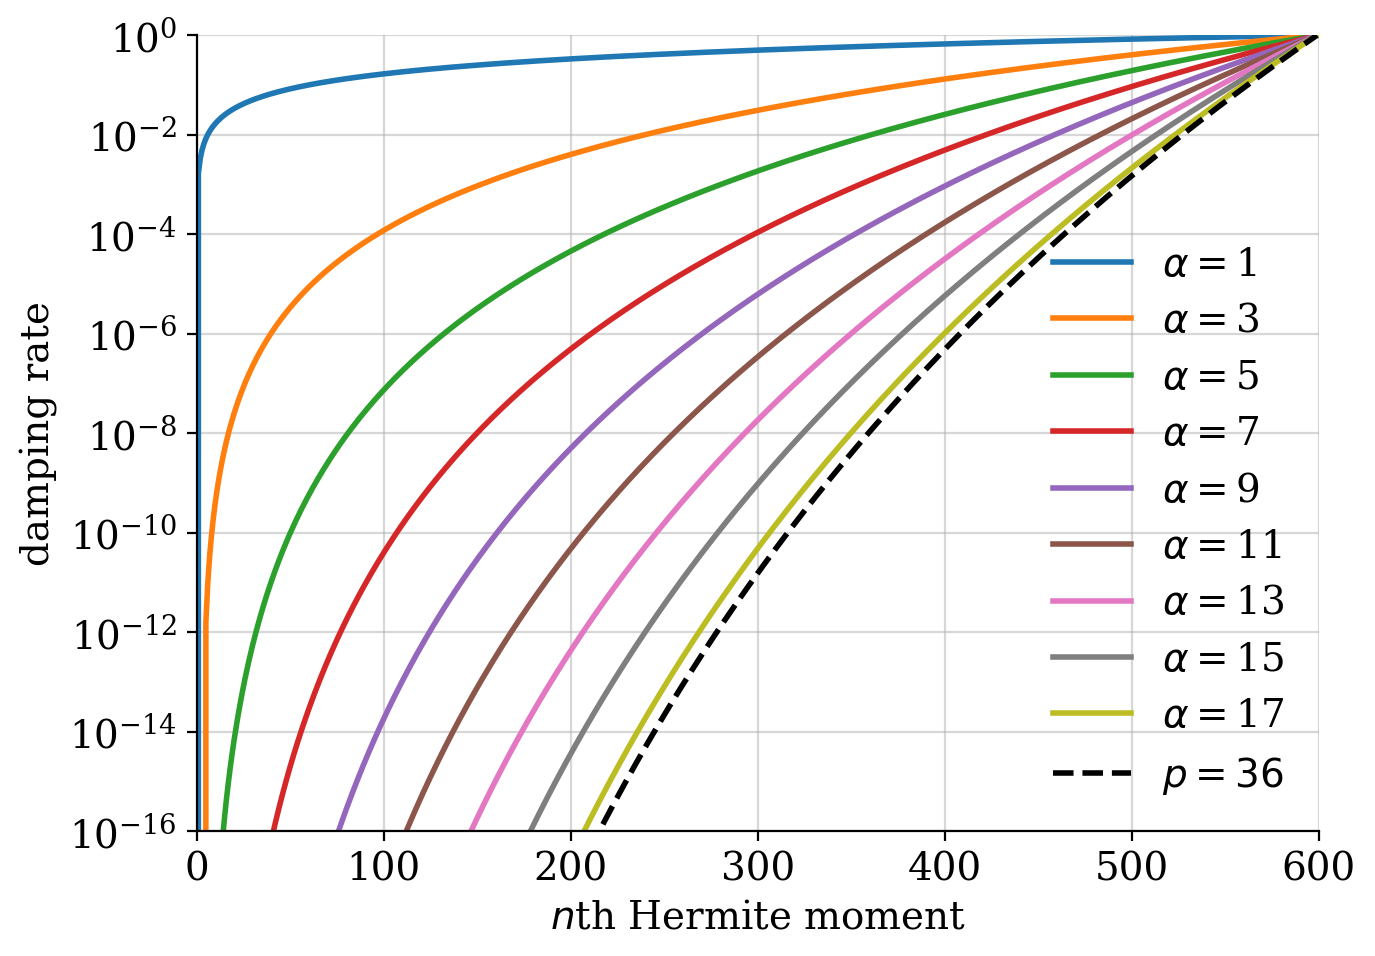 10⁰
10⁻²
10⁻⁴
10⁻⁶
10⁻⁸
10⁻¹⁰
10⁻¹²
10⁻¹⁴
10⁻¹⁶
damping rate
α = 1
α = 3
α = 5
α = 7
α = 9
α = 11
α = 13
α = 15
α = 17
p = 36
0 100 200 300 400 500 600
nth Hermite moment